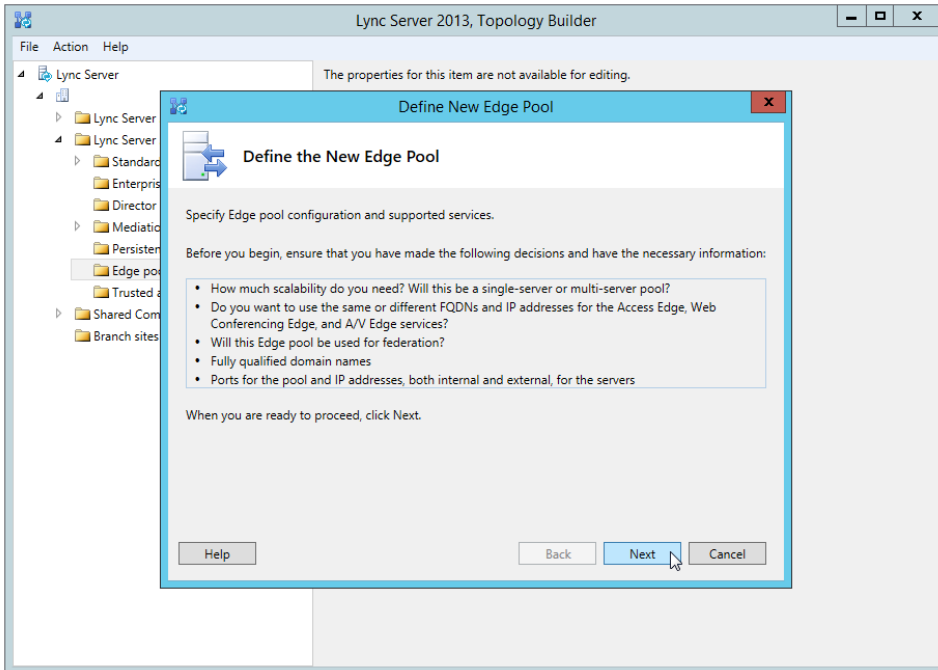 Lync Server 2013, Topology Builder
File Action Help
Lync Server
The properties for this item are not available for editing.
Lync Server
Lync Server
Standard
Director
Shared
Branch sites
Define New Edge Pool
Define the New Edge Pool
Specify Edge pool configuration and supported services.
Before you begin, ensure that you have made the following decisions and have the necessary information:
• How much scalability do you need? Will this be a single-server or multi-server pool?
• Do you want to use the same or different FQDNs and IP addresses for the Access Edge, Web
Conferencing Edge, and A/V Edge services?
• Will this Edge pool be used for federation?
• Fully qualified domain names
• Ports for the pool and IP addresses, both internal and external, for the servers
When you are ready to proceed, click Next.
Help
Back
Next
Cancel